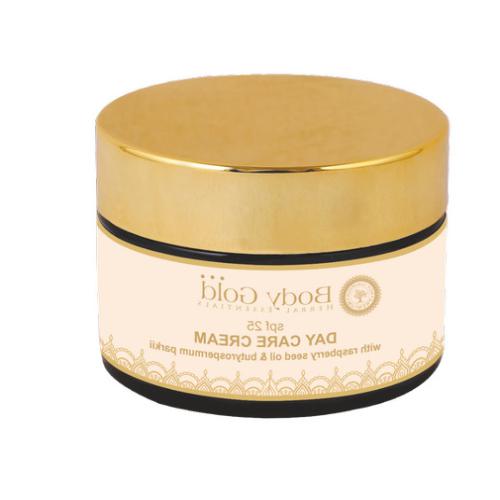 Body Gold
HERBAL ESSENTIALS
spf 25
DAY CARE CREAM
with raspberry seed oil & butyrospermum parkii